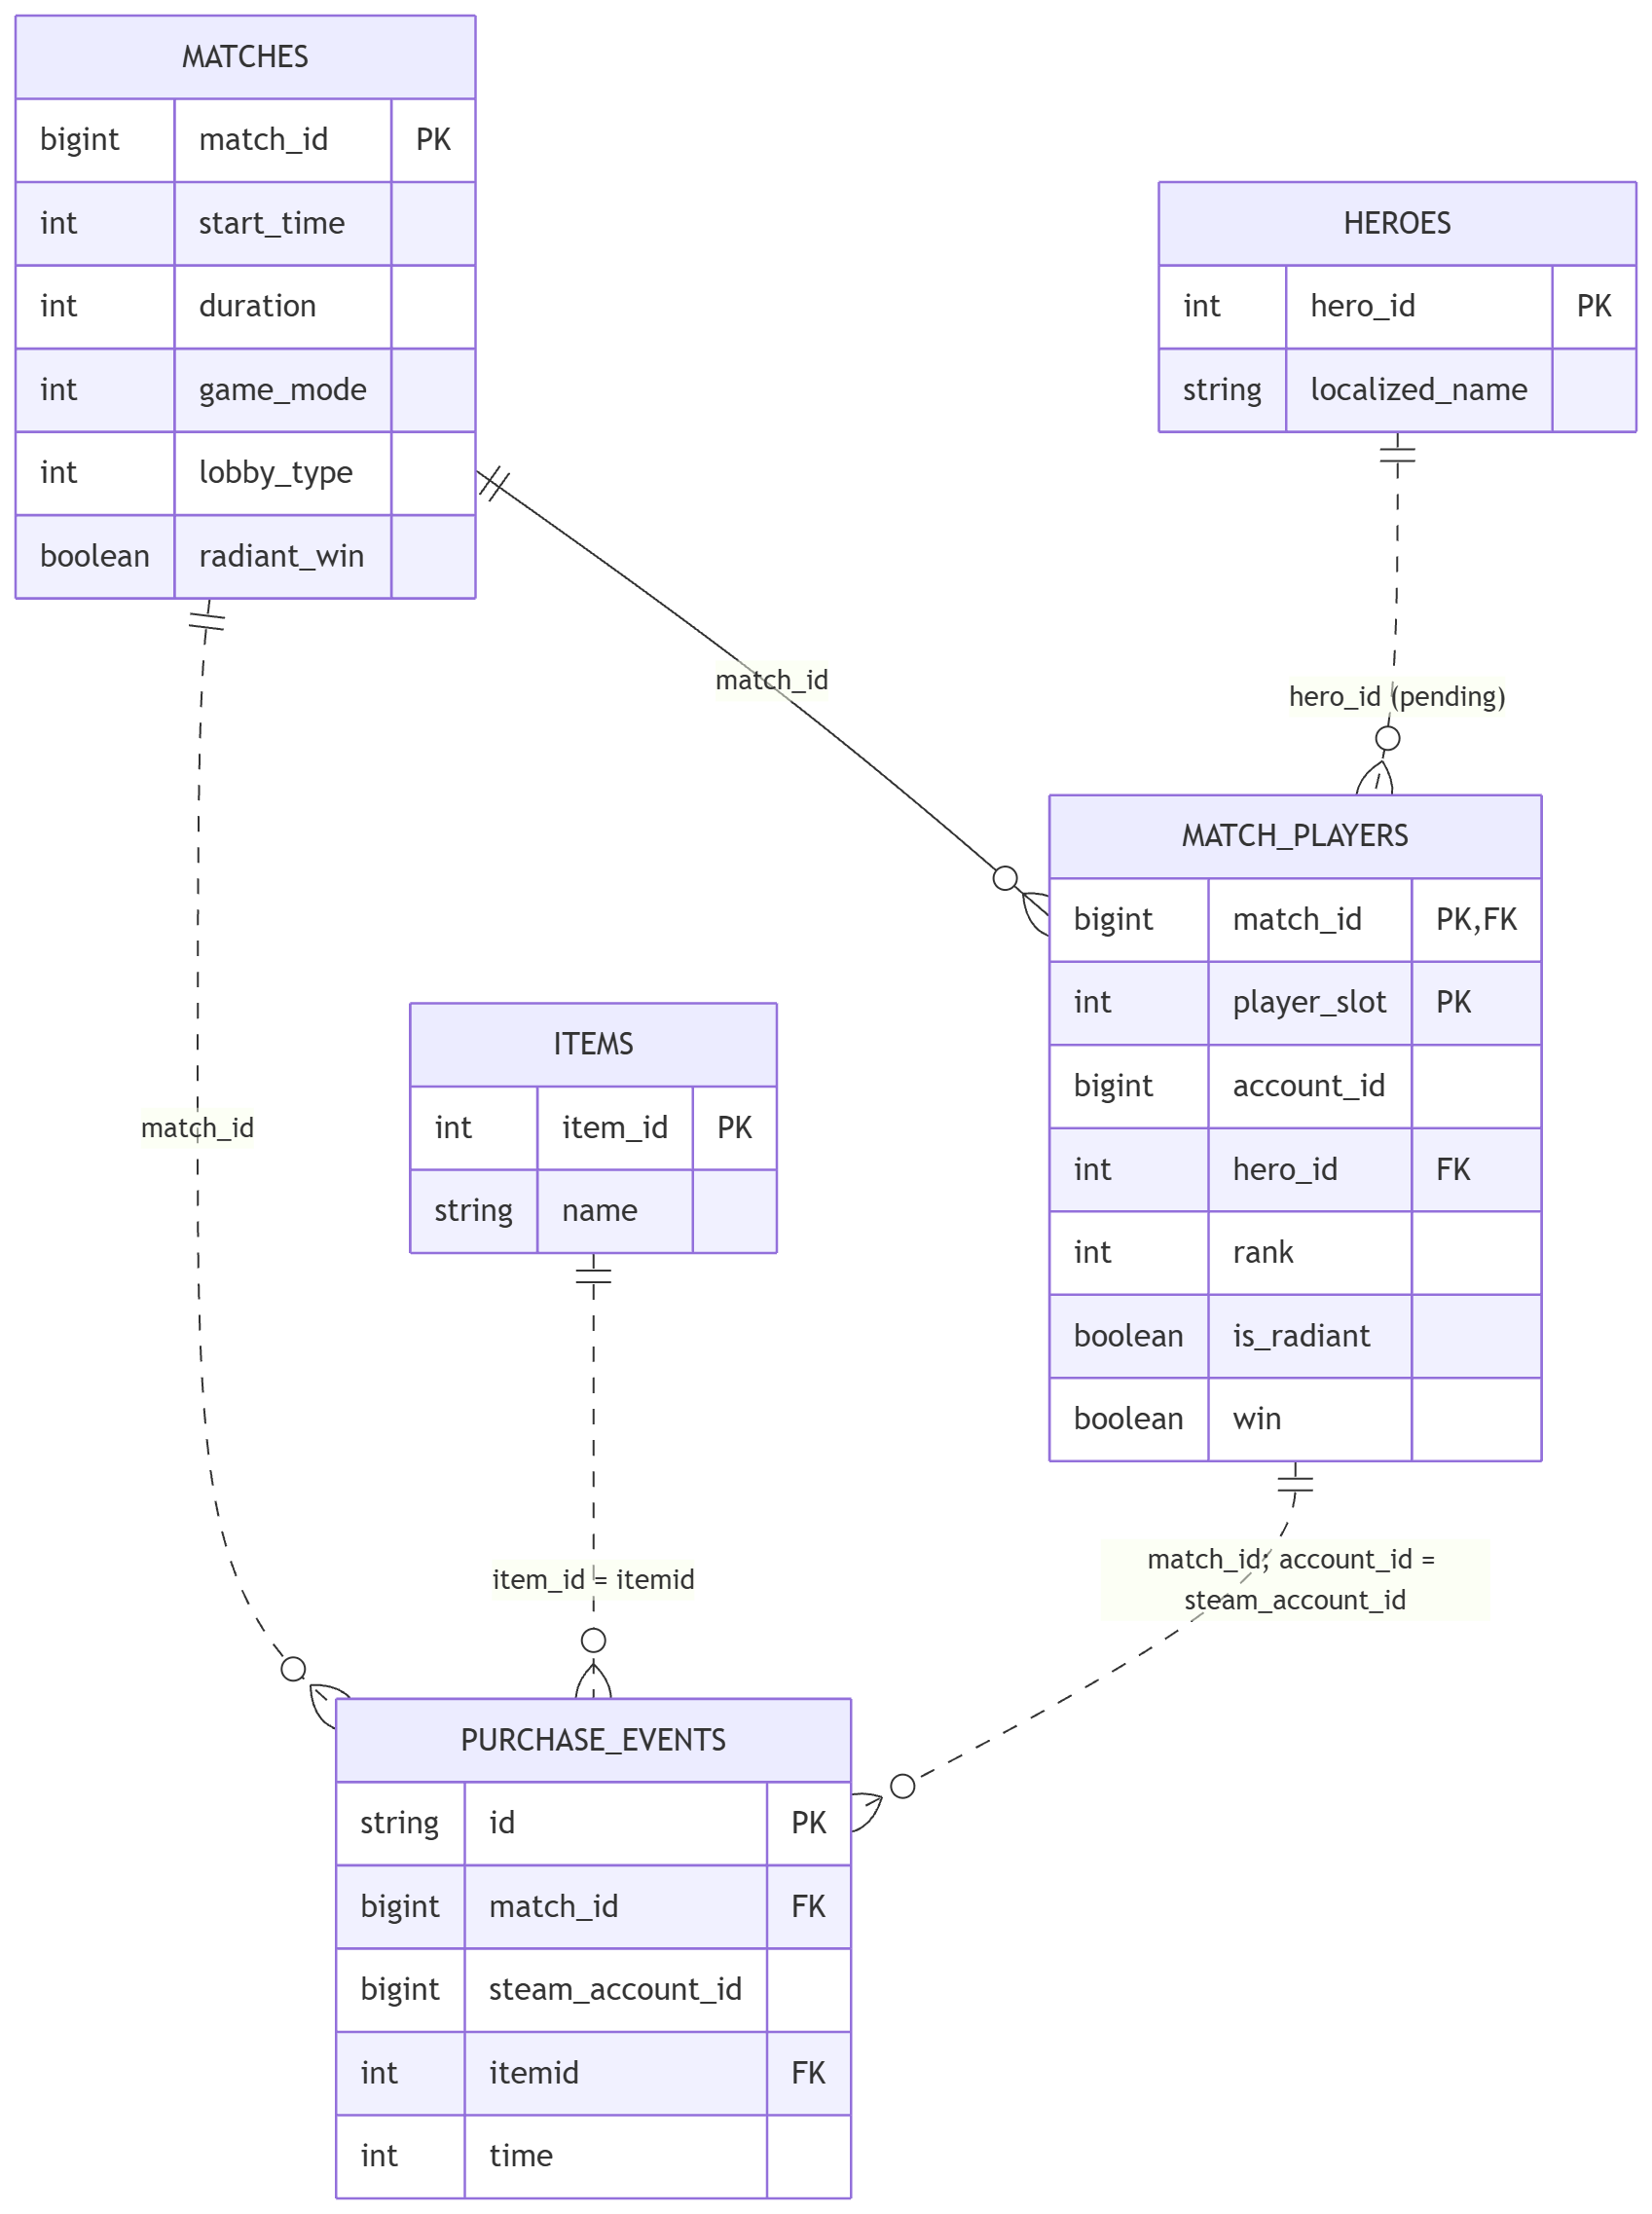 MATCHES
bigint match_id PK
int start_time
int duration
int game_mode
int lobby_type
boolean radiant_win
HEROES
int hero_id PK
string localized_name
match_id
hero_id (pending)
MATCH_PLAYERS
bigint match_id PK,FK
int player_slot PK
bigint account_id
int hero_id FK
int rank
boolean is_radiant
boolean win
ITEMS
int item_id PK
string name
match_id
item_id = itemid
match_id; account_id =
steam_account_id
PURCHASE_EVENTS
string id PK
bigint match_id FK
bigint steam_account_id
int itemid FK
int time